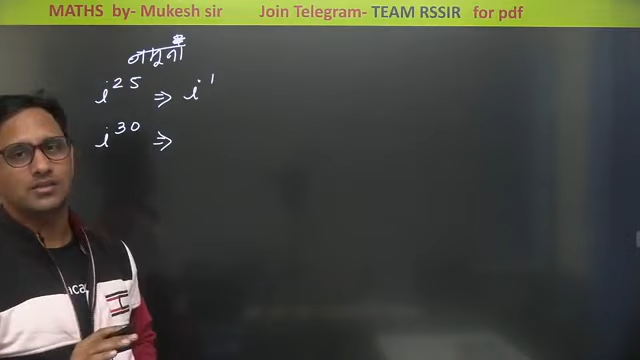 MATHS by- Mukesh sir Join Telegram- TEAM RSSIR for pdf
नमूना
i²⁵ ⇒ i¹
i³⁰ ⇒